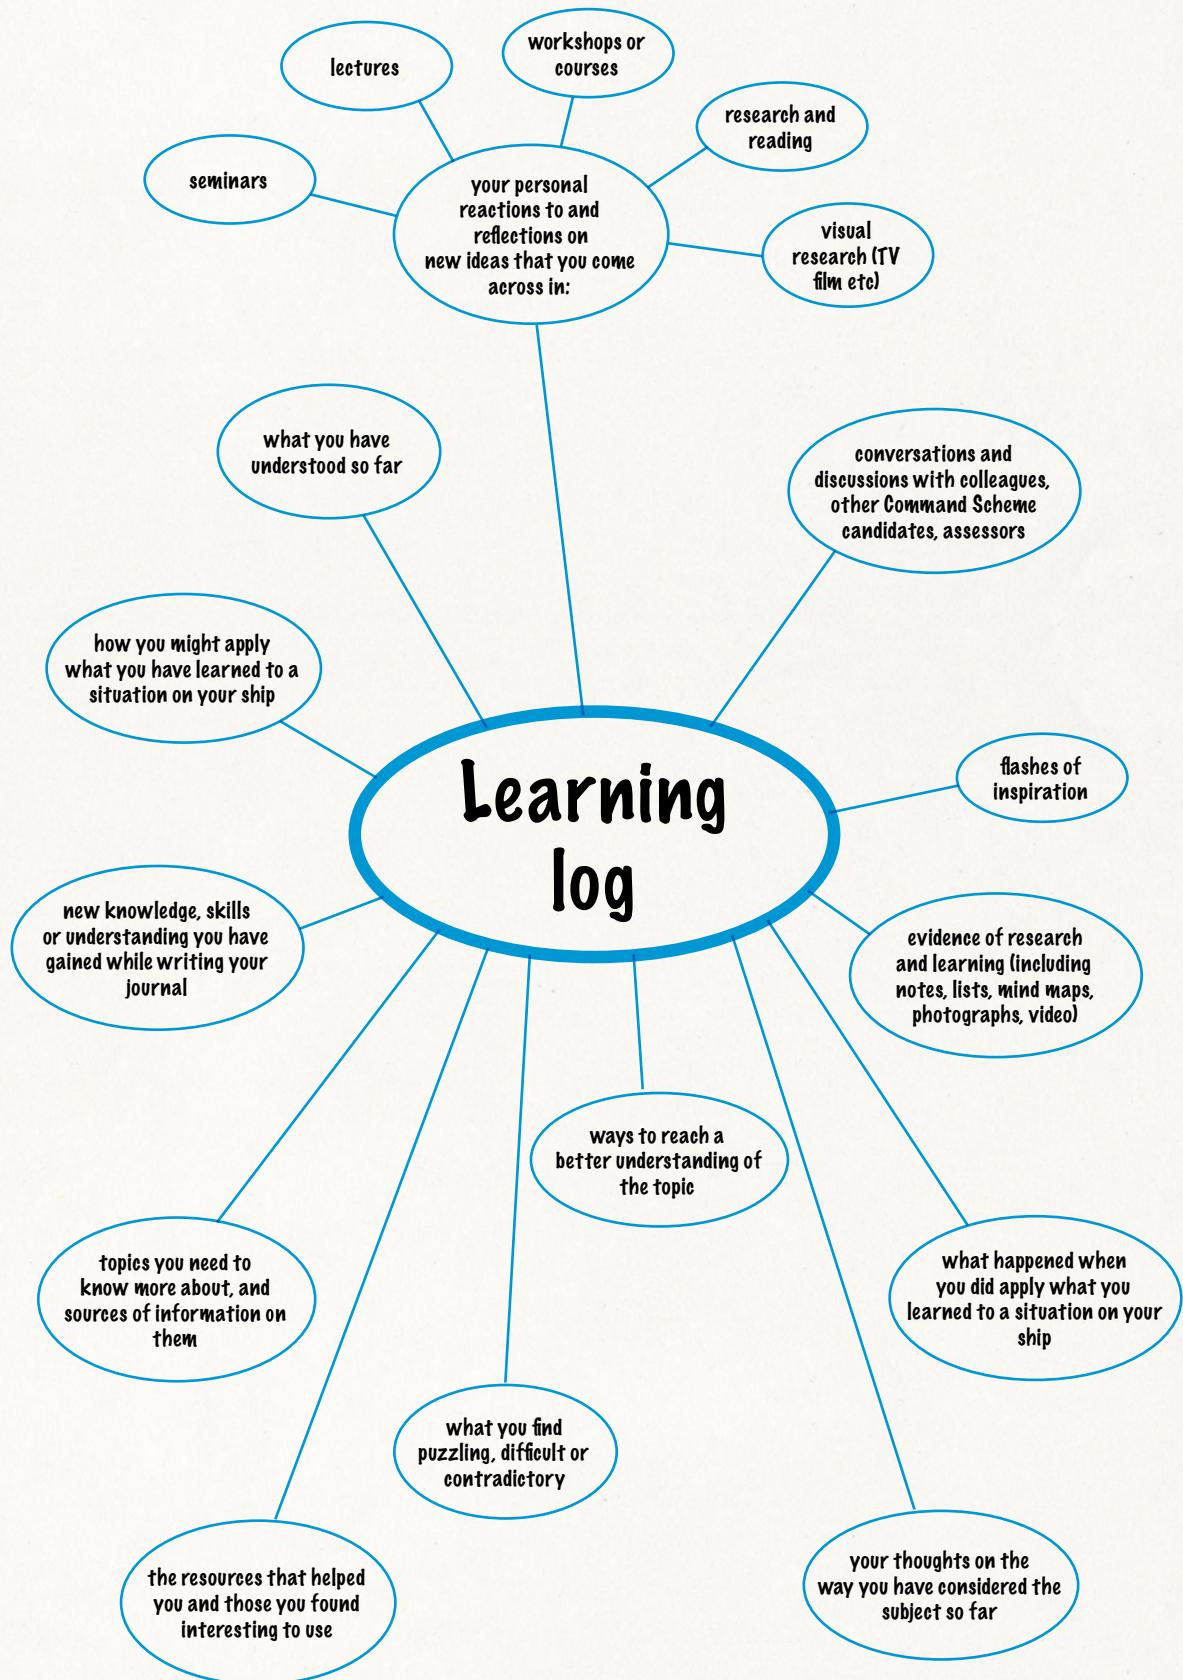 workshops or
courses
lectures
research and
reading
seminars
your personal
reactions to and
reflections on
new ideas that you come
across in:
visual
research (TV
film etc)
what you have
understood so far
conversations and
discussions with colleagues,
other Command Scheme
candidates, assessors
how you might apply
what you have learned to a
situation on your ship
Learning
log
flashes of
inspiration
new knowledge, skills
or understanding you have
gained while writing your
journal
evidence of research
and learning (including
notes, lists, mind maps,
photographs, video)
ways to reach a
better understanding of
the topic
topics you need to
know more about, and
sources of information on
them
what happened when
you did apply what you
learned to a situation on your
ship
what you find
puzzling, difficult or
contradictory
the resources that helped
you and those you found
interesting to use
your thoughts on the
way you have considered the
subject so far